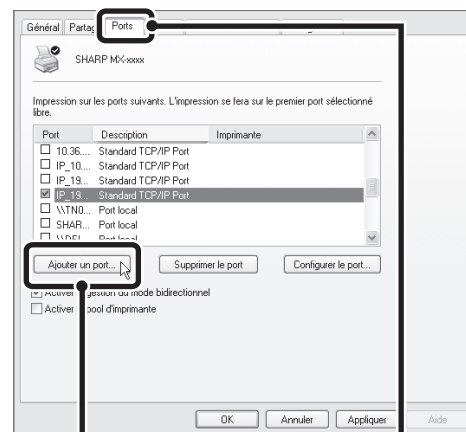 Général Partag Ports
SHARP MX-xxxx
Impression sur les ports suivants. L'impression se fera sur le premier port sélectionné
libre.
Port Description Imprimante
10.36.... Standard TCP/IP Port
IP_10.... Standard TCP/IP Port
IP_19... Standard TCP/IP Port
IP_19... Standard TCP/IP Port
\\TN0... Port local
SHAR... Port local
Ajouter un port... Supprimer le port Configurer le port...
Activer gestion du mode bidirectionnel
Activer pool d'imprimante
OK Annuler Appliquer Aide